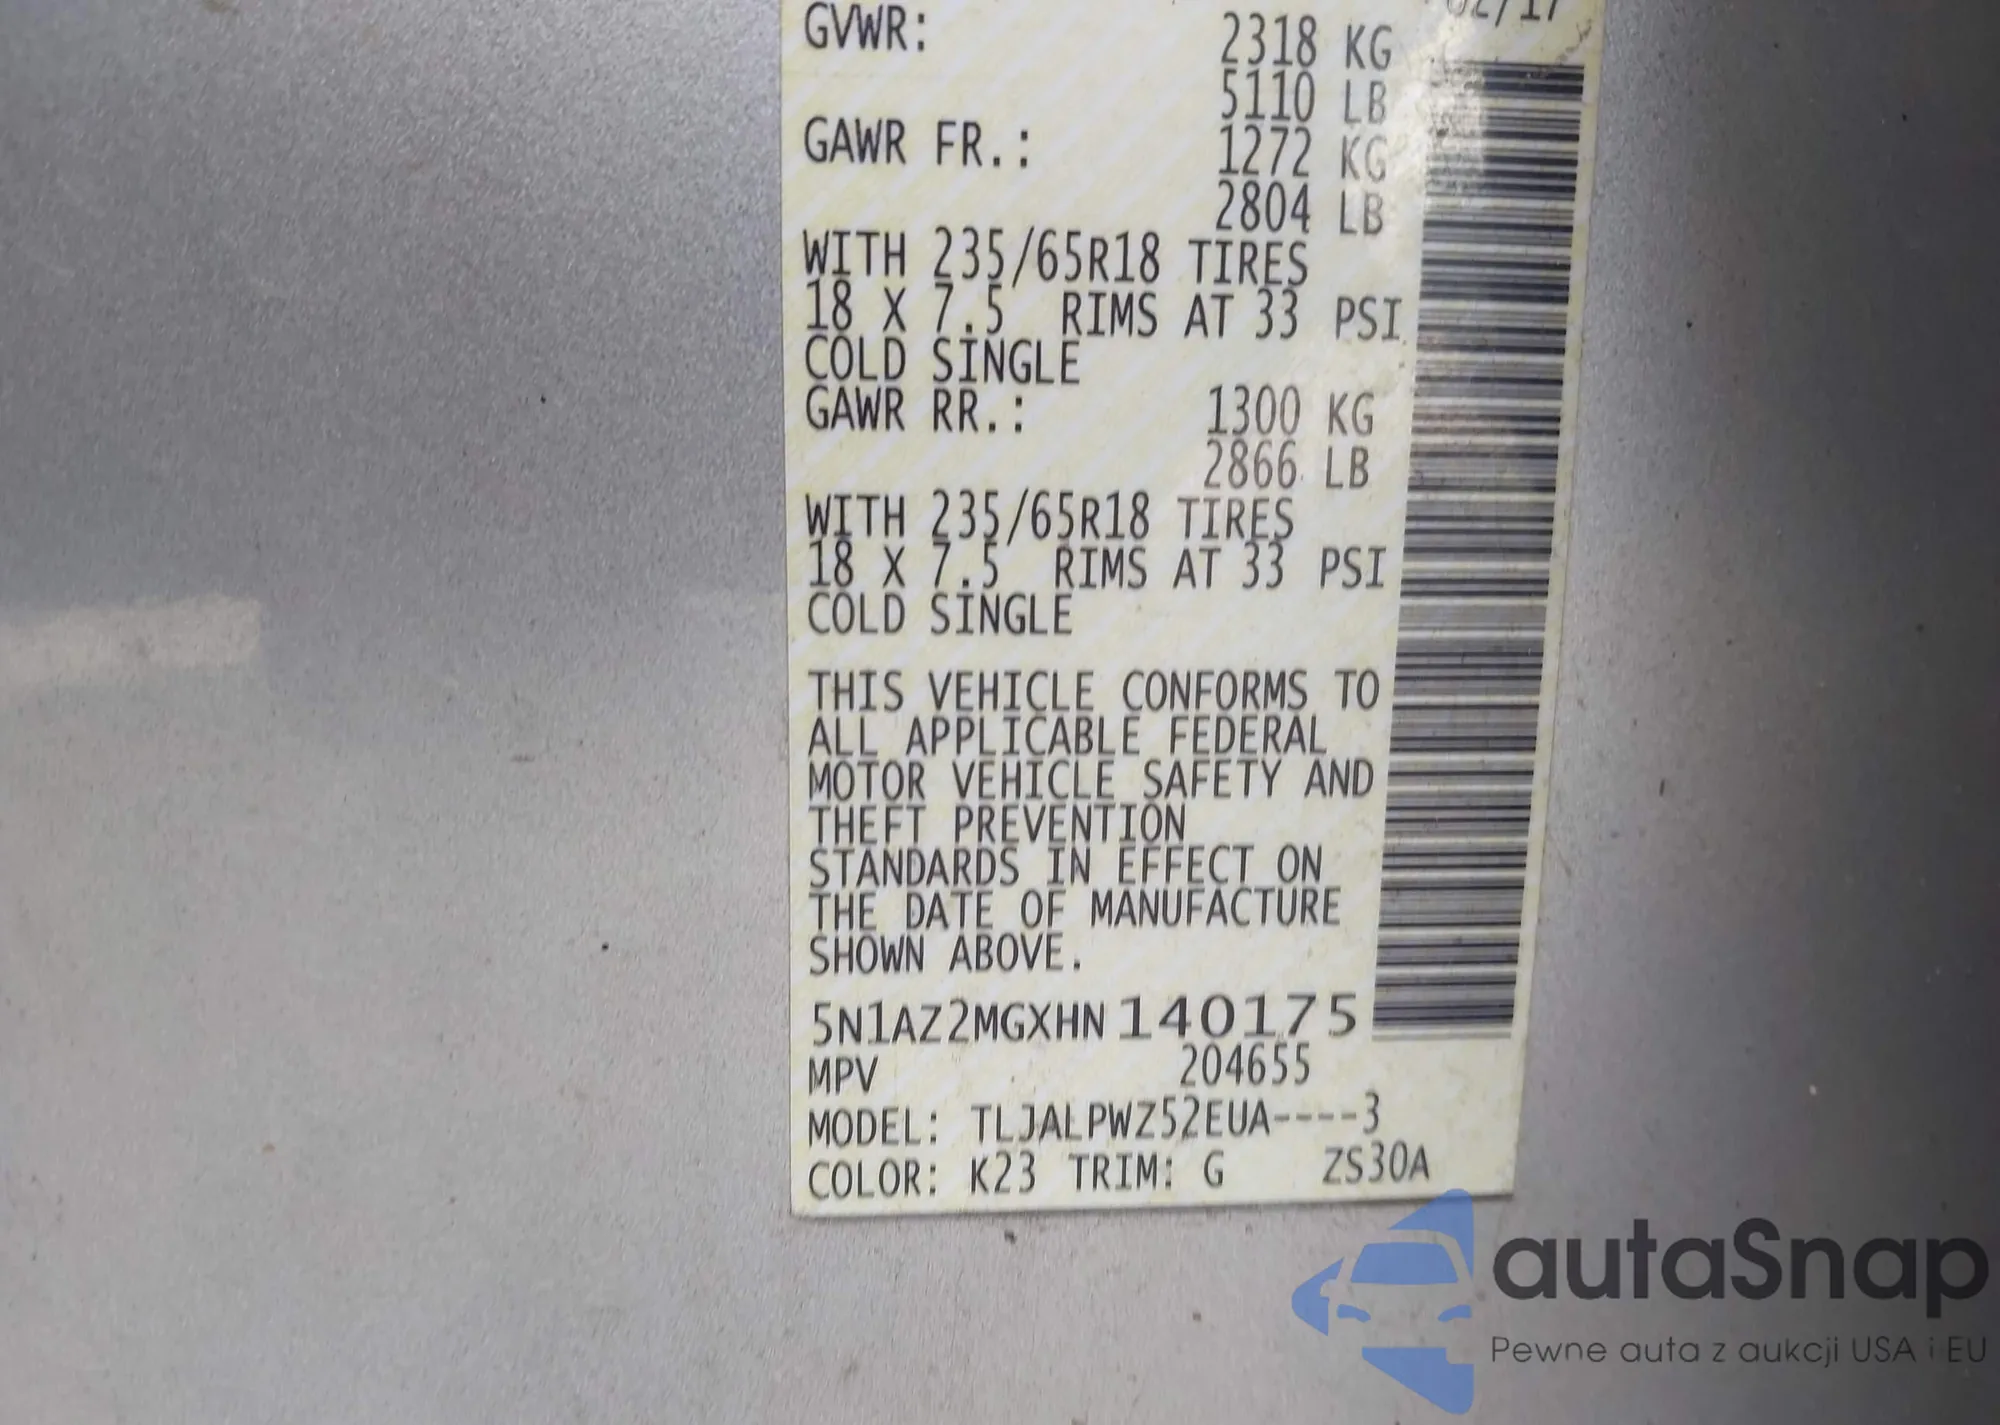 GVWR: 2318 KG 02/17
5110 LB
GAWR FR.: 1272 KG
2804 LB
WITH 235/65R18 TIRES
18 X 7.5 RIMS AT 33 PSI
COLD SINGLE
GAWR RR.: 1300 KG
2866 LB
WITH 235/65R18 TIRES
18 X 7.5 RIMS AT 33 PSI
COLD SINGLE
THIS VEHICLE CONFORMS TO
ALL APPLICABLE FEDERAL
MOTOR VEHICLE SAFETY AND
THEFT PREVENTION
STANDARDS IN EFFECT ON
THE DATE OF MANUFACTURE
SHOWN ABOVE.
5N1AZ2MGXHN140175
MPV 204655
MODEL: TLJALPWZ52EUA----3
COLOR: K23 TRIM: G ZS30A
autaSnap
Pewne auta z aukcji USA i EU